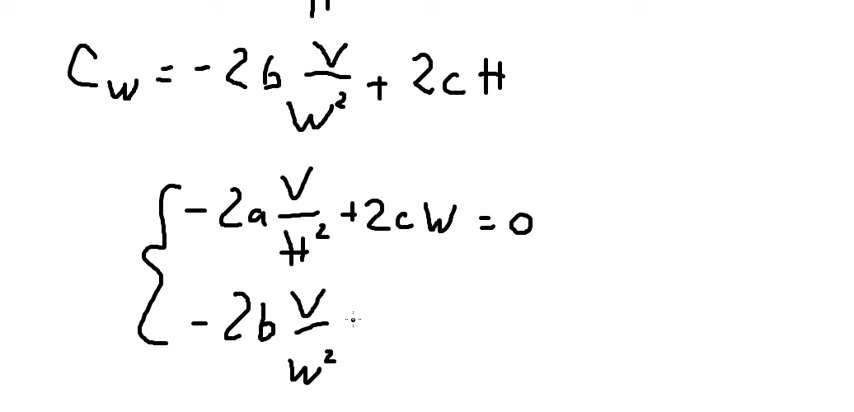 C_W = -2b V/W² + 2cH
-2a V/H² + 2cW = 0
-2b V/W²